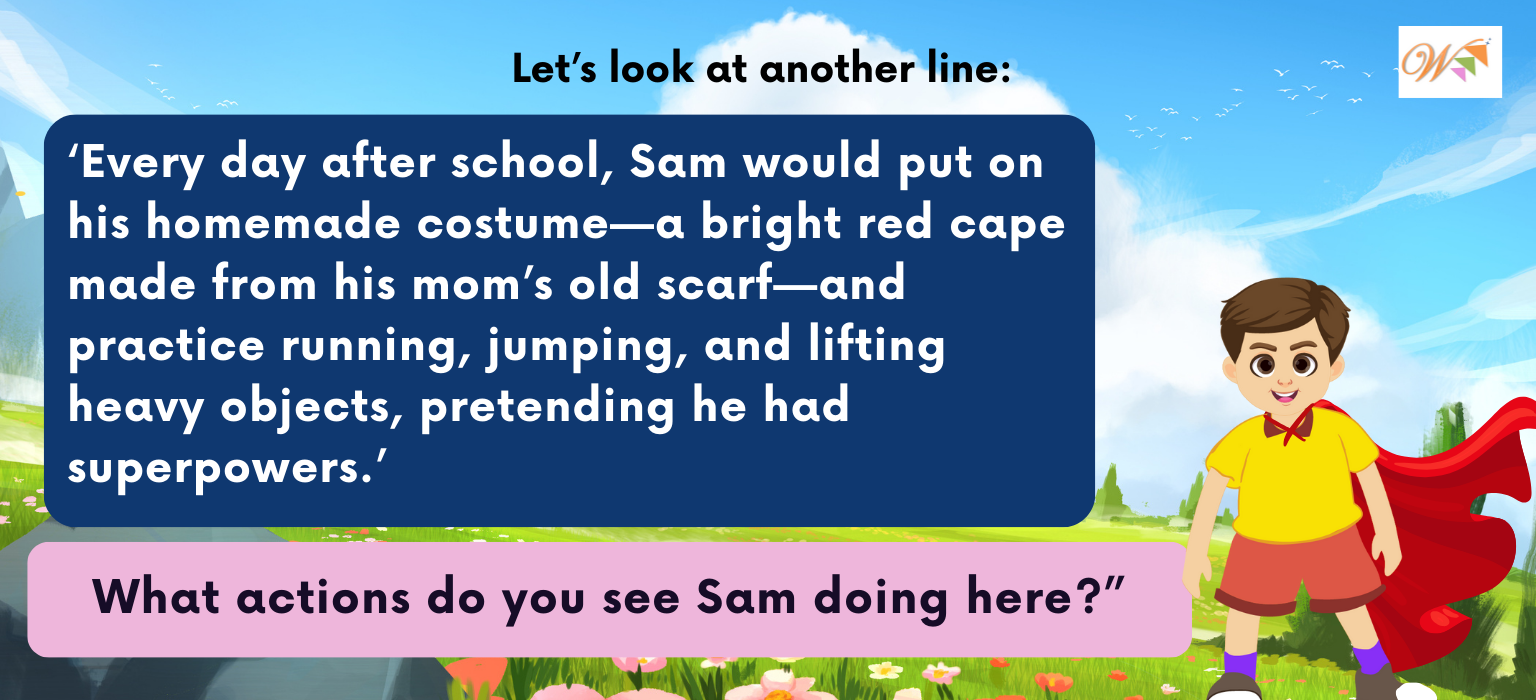 Let's look at another line:
W
‘Every day after school, Sam would put on
his homemade costume—a bright red cape
made from his mom’s old scarf—and
practice running, jumping, and lifting
heavy objects, pretending he had
superpowers.’
What actions do you see Sam doing here?”